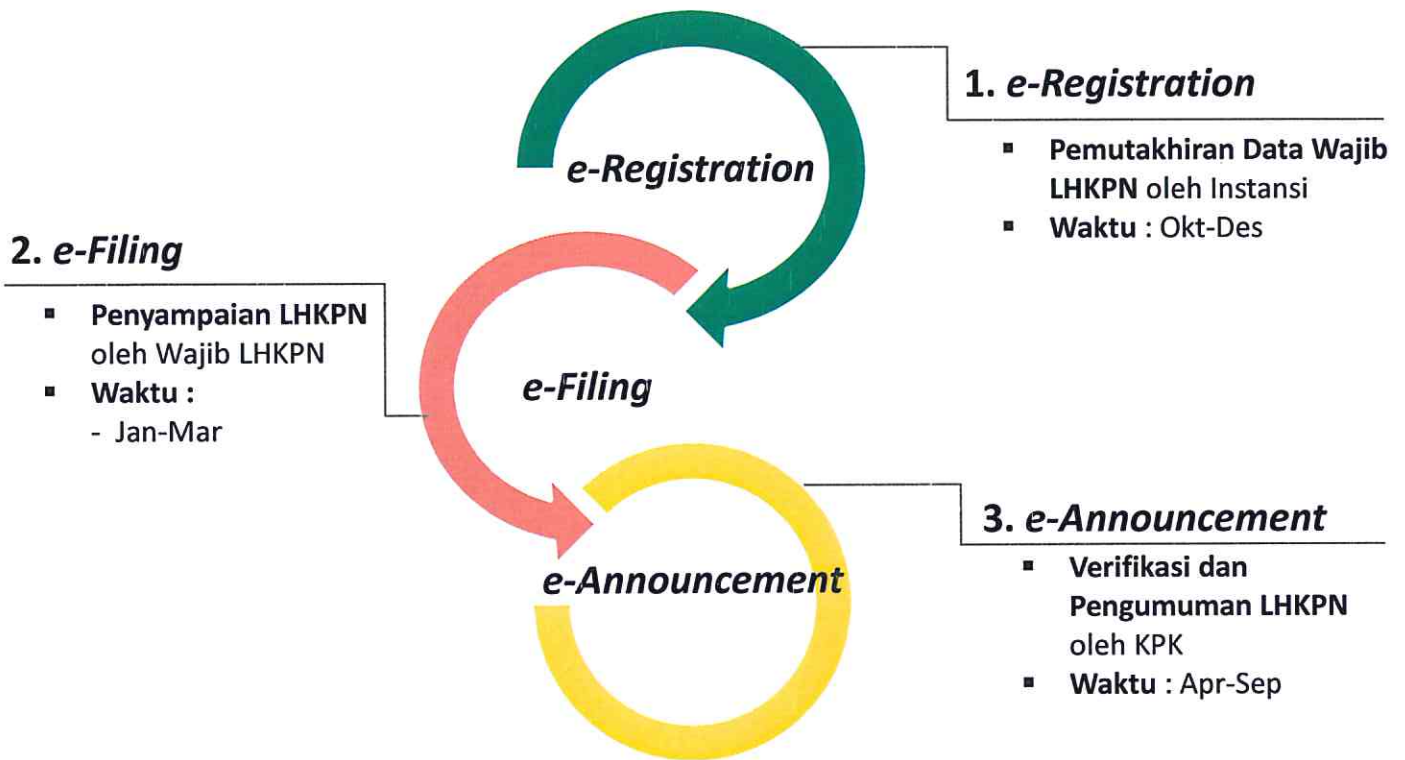 1. e-Registration
▪ Pemutakhiran Data Wajib
LHKPN oleh Instansi
▪ Waktu : Okt-Des
e-Registration
2. e-Filing
▪ Penyampaian LHKPN
oleh Wajib LHKPN
▪ Waktu :
- Jan-Mar
e-Filing
3. e-Announcement
▪ Verifikasi dan
Pengumuman LHKPN
oleh KPK
▪ Waktu : Apr-Sep
e-Announcement